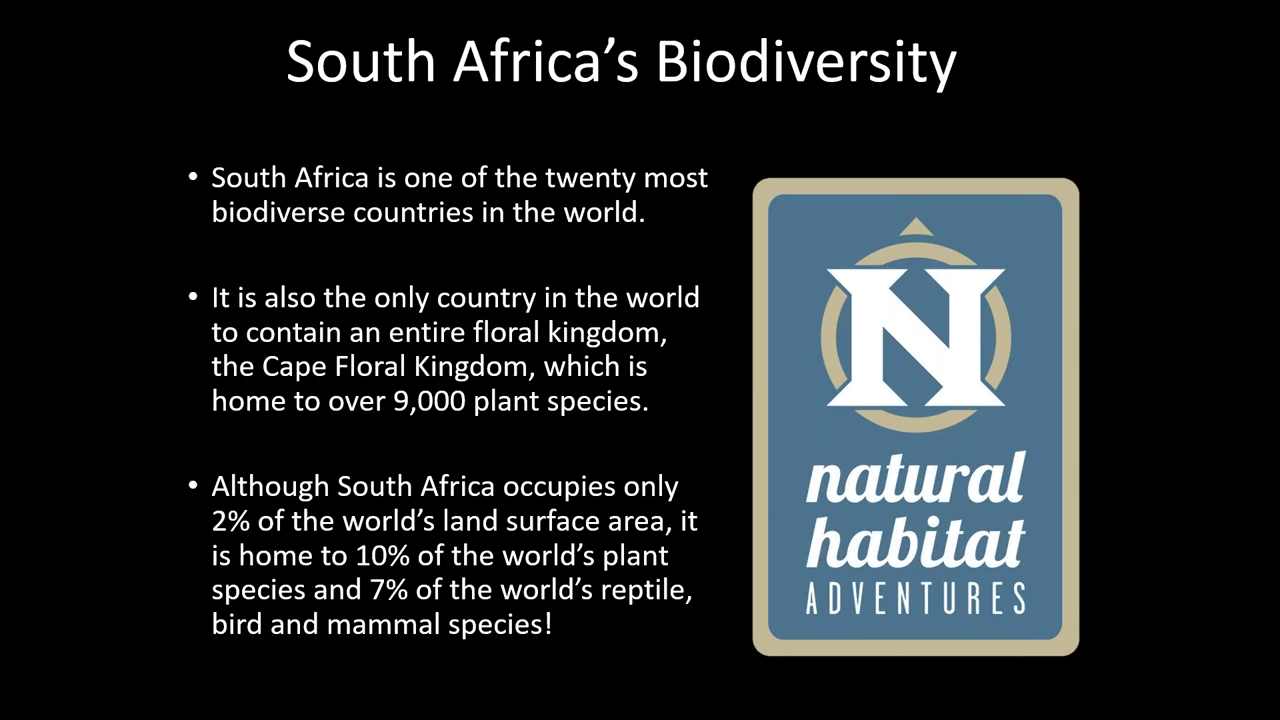 South Africa’s Biodiversity
• South Africa is one of the twenty most
biodiverse countries in the world.
• It is also the only country in the world
to contain an entire floral kingdom,
the Cape Floral Kingdom, which is
home to over 9,000 plant species.
• Although South Africa occupies only
2% of the world’s land surface area, it
is home to 10% of the world’s plant
species and 7% of the world’s reptile,
bird and mammal species!
N
natural
habitat
ADVENTURES